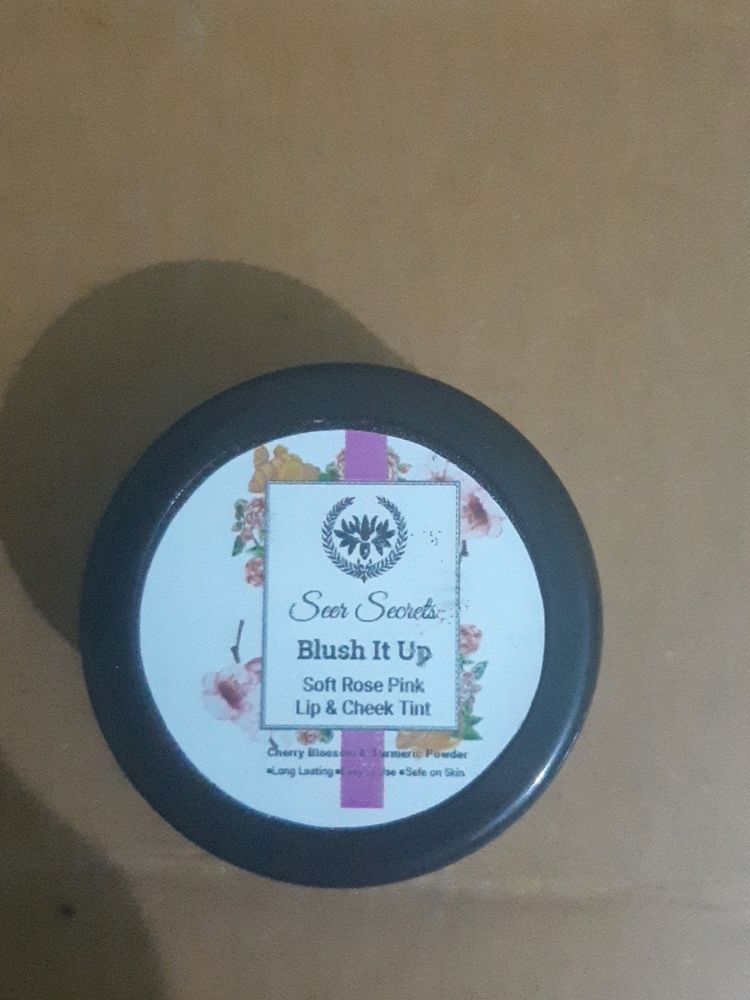 Seer Secrets
Blush It Up
Soft Rose Pink
Lip & Cheek Tint
Cherry Blossom & Turmeric Powder
•Long Lasting •Easy to Use •Safe on Skin